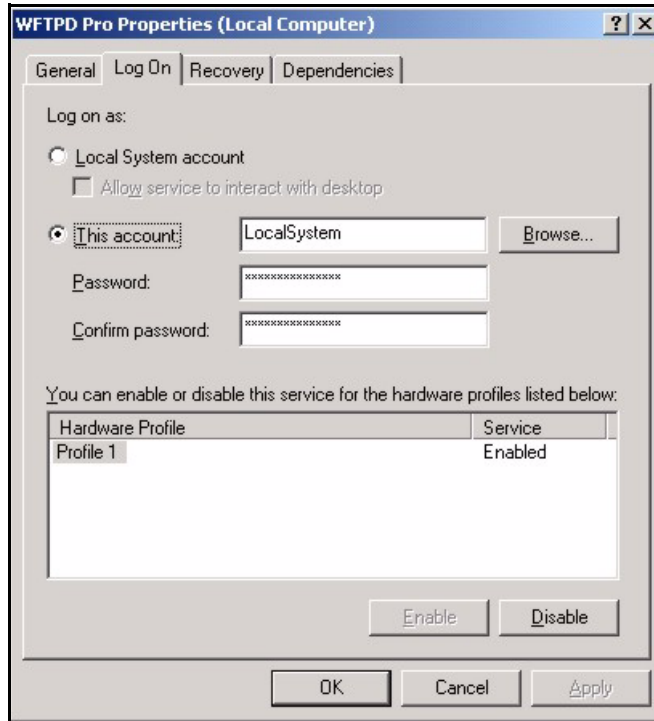 WFTPD Pro Properties (Local Computer)
General Log On Recovery Dependencies
Log on as:
Local System account
Allow service to interact with desktop
This account: LocalSystem Browse...
Password: ***************
Confirm password: ***************
You can enable or disable this service for the hardware profiles listed below:
Hardware Profile Service
Profile 1 Enabled
Enable Disable
OK Cancel Apply